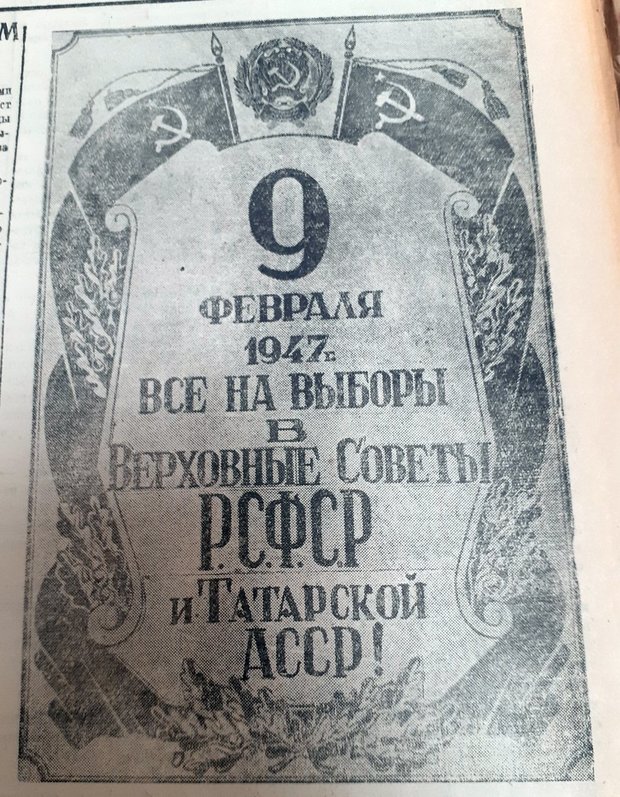 9
ФЕВРАЛЯ
1947г.
ВСЕ НА ВЫБОРЫ
В
ВЕРХОВНЫЕ СОВЕТЫ
Р.С.Ф.С.Р
И ТАТАРСКОЙ
АССР!